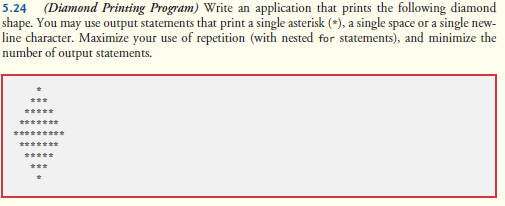 5.24 (Diamond Printing Program) Write an application that prints the following diamond
shape. You may use output statements that print a single asterisk (*), a single space or a single new-
line character. Maximize your use of repetition (with nested for statements), and minimize the
number of output statements.
*
***
*****
*******
*********
*******
*****
***
*